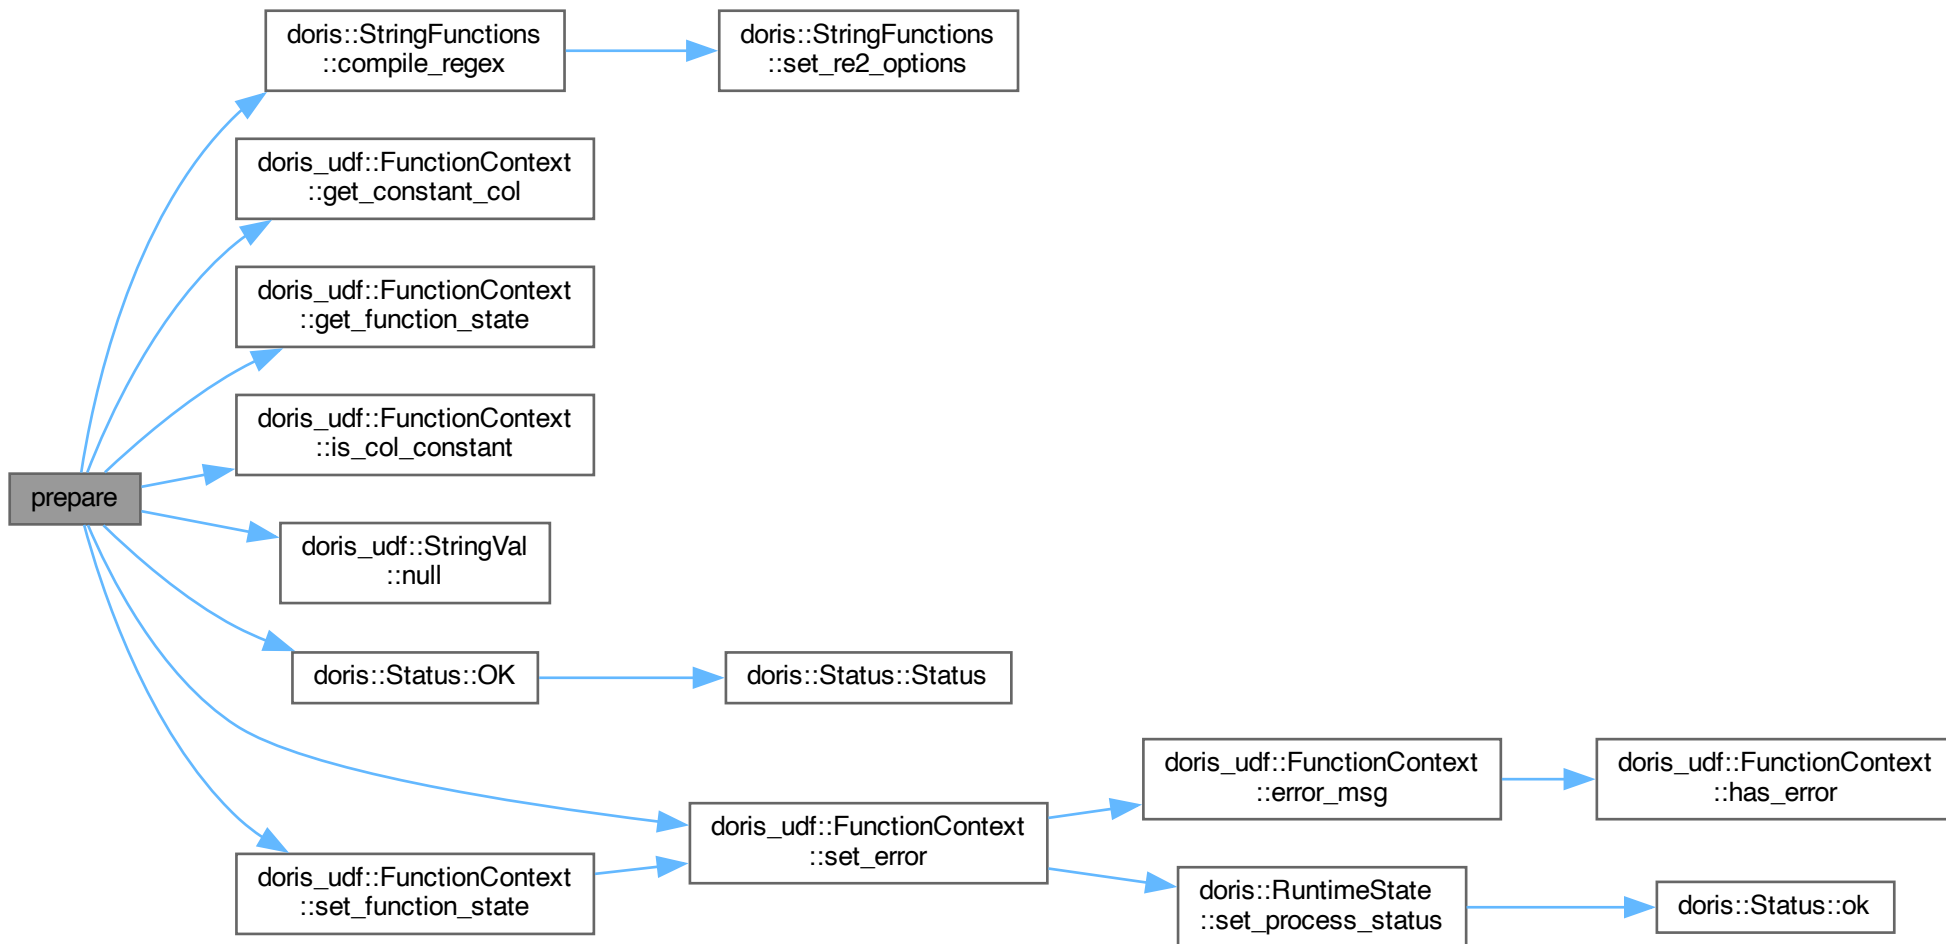 doris::StringFunctions
::compile_regex
doris::StringFunctions
::set_re2_options
doris_udf::FunctionContext
::get_constant_col
doris_udf::FunctionContext
::get_function_state
doris_udf::FunctionContext
::is_col_constant
prepare
doris_udf::StringVal
::null
doris::Status::OK
doris::Status::Status
doris_udf::FunctionContext
::error_msg
doris_udf::FunctionContext
::has_error
doris_udf::FunctionContext
::set_error
doris_udf::FunctionContext
::set_function_state
doris::RuntimeState
::set_process_status
doris::Status::ok